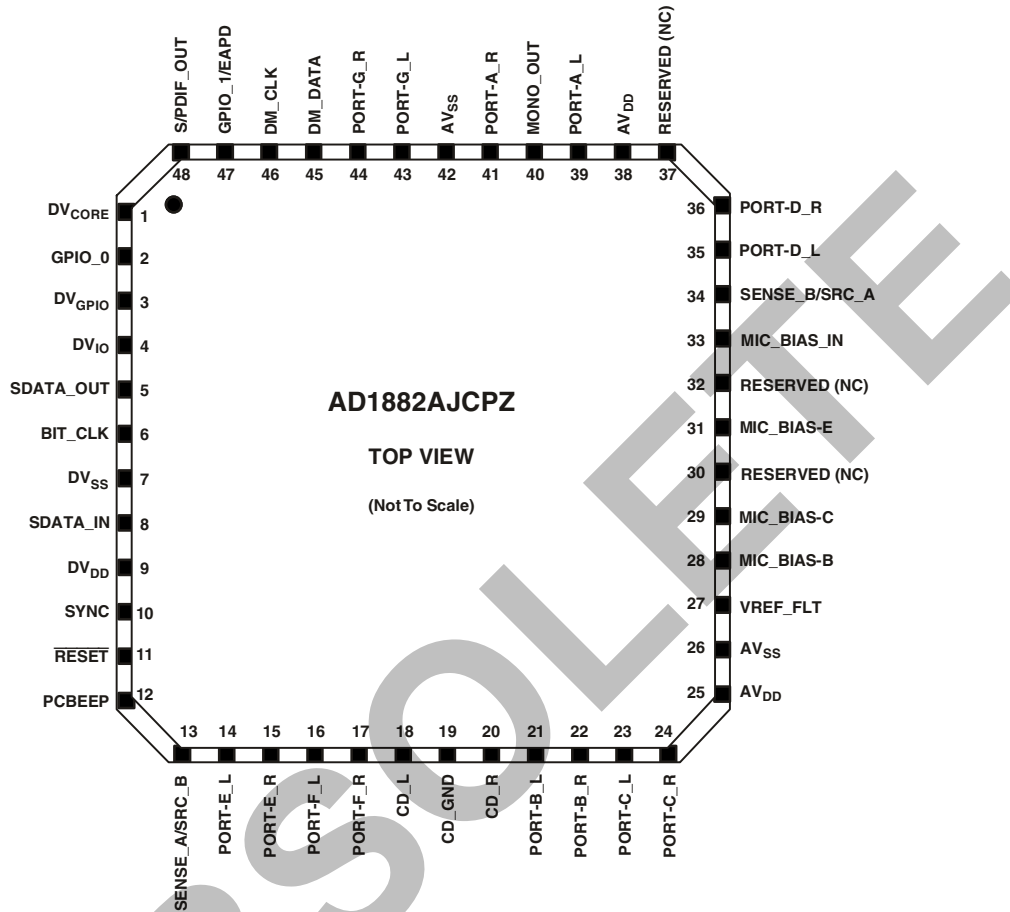 S/PDIF_OUT
GPIO_1/EAPD
DM_CLK
DM_DATA
PORT-G_R
PORT-G_L
AVSS
PORT-A_R
MONO_OUT
PORT-A_L
AVDD
RESERVED (NC)
48 47 46 45 44 43 42 41 40 39 38 37
DVCORE 1
GPIO_0 2
DVGPIO 3
DVIO 4
SDATA_OUT 5
BIT_CLK 6
DVSS 7
SDATA_IN 8
DVDD 9
SYNC 10
RESET 11
PCBEEP 12
AD1882AJCPZ
TOP VIEW
(Not To Scale)
36 PORT-D_R
35 PORT-D_L
34 SENSE_B/SRC_A
33 MIC_BIAS_IN
32 RESERVED (NC)
31 MIC_BIAS-E
30 RESERVED (NC)
29 MIC_BIAS-C
28 MIC_BIAS-B
27 VREF_FLT
26 AVSS
25 AVDD
13 14 15 16 17 18 19 20 21 22 23 24
SENSE_A/SRC_B
PORT-E_L
PORT-E_R
PORT-F_L
PORT-F_R
CD_L
CD_GND
CD_R
PORT-B_L
PORT-B_R
PORT-C_L
PORT-C_R
OBSOLETE